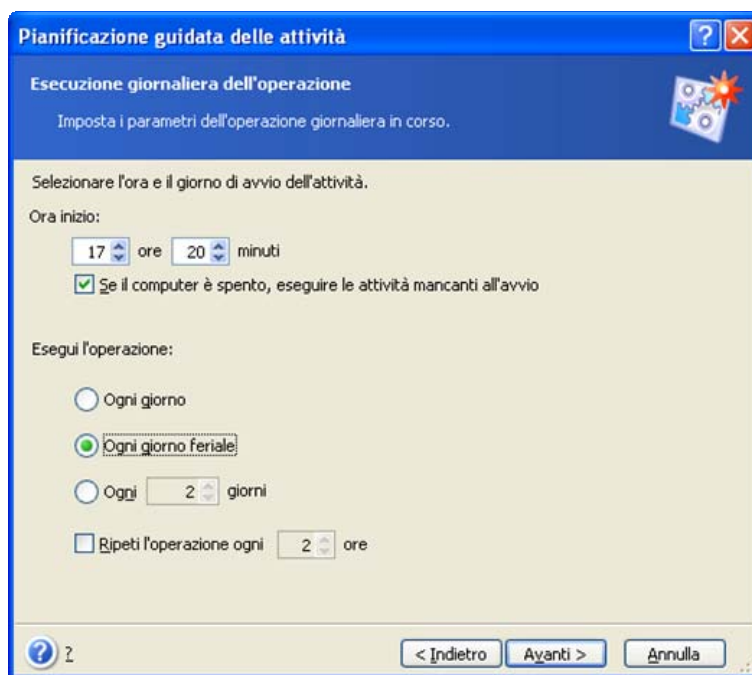 Pianificazione guidata delle attività
Esecuzione giornaliera dell'operazione
Imposta i parametri dell'operazione giornaliera in corso.
Selezionare l'ora e il giorno di avvio dell'attività.
Ora inizio:
17 ore 20 minuti
Se il computer è spento, eseguire le attività mancanti all'avvio
Esegui l'operazione:
Ogni giorno
Ogni giorno feriale
Ogni 2 giorni
Ripeti l'operazione ogni 2 ore
? < Indietro Avanti > Annulla